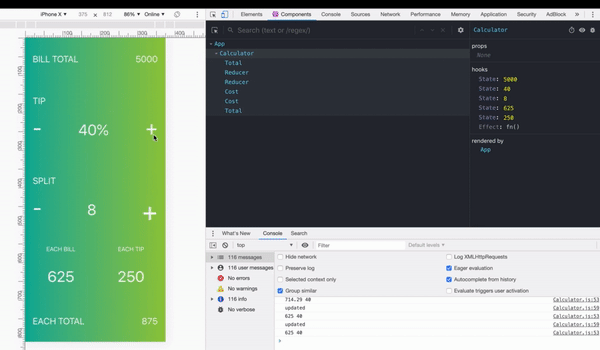 iPhone X ▾ 375 × 812 86% ▾ Online ▾
Elements Components Console Sources Network Performance Memory Application Security AdBlock »
Search (text or /regex/)
Calculator
App
Calculator
Total
Reducer
Reducer
Cost
Cost
Total
props
None
hooks
State: 5000
State: 40
State: 8
State: 625
State: 250
Effect: fn()
rendered by
App
BILL TOTAL 5000
TIP
- 40% +
SPLIT
- 8 +
EACH BILL EACH TIP
625 250
EACH TOTAL 875
What's New Console Search
top Filter Default levels ▾
116 messages
116 user messages
No errors
No warnings
116 info
No verbose
Hide network
Preserve log
Selected context only
Group similar
Log XMLHttpRequests
Eager evaluation
Autocomplete from history
Evaluate triggers user activation
714.29 40 Calculator.js:53
updated Calculator.js:59
625 40 Calculator.js:53
updated Calculator.js:59
625 40 Calculator.js:53
>